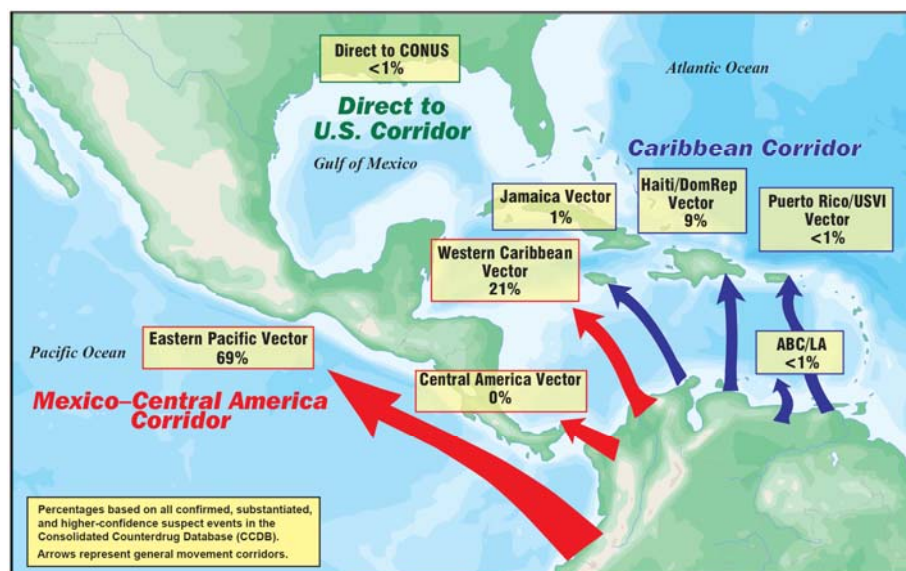 Direct to CONUS
<1%
Direct to
U.S. Corridor
Gulf of Mexico
Atlantic Ocean
Caribbean Corridor
Jamaica Vector
1%
Haiti/DomRep
Vector
9%
Puerto Rico/USVI
Vector
<1%
Western Caribbean
Vector
21%
Pacific Ocean
Eastern Pacific Vector
69%
ABC/LA
<1%
Central America Vector
0%
Mexico–Central America
Corridor
Percentages based on all confirmed, substantiated,
and higher-confidence suspect events in the
Consolidated Counterdrug Database (CCDB).
Arrows represent general movement corridors.